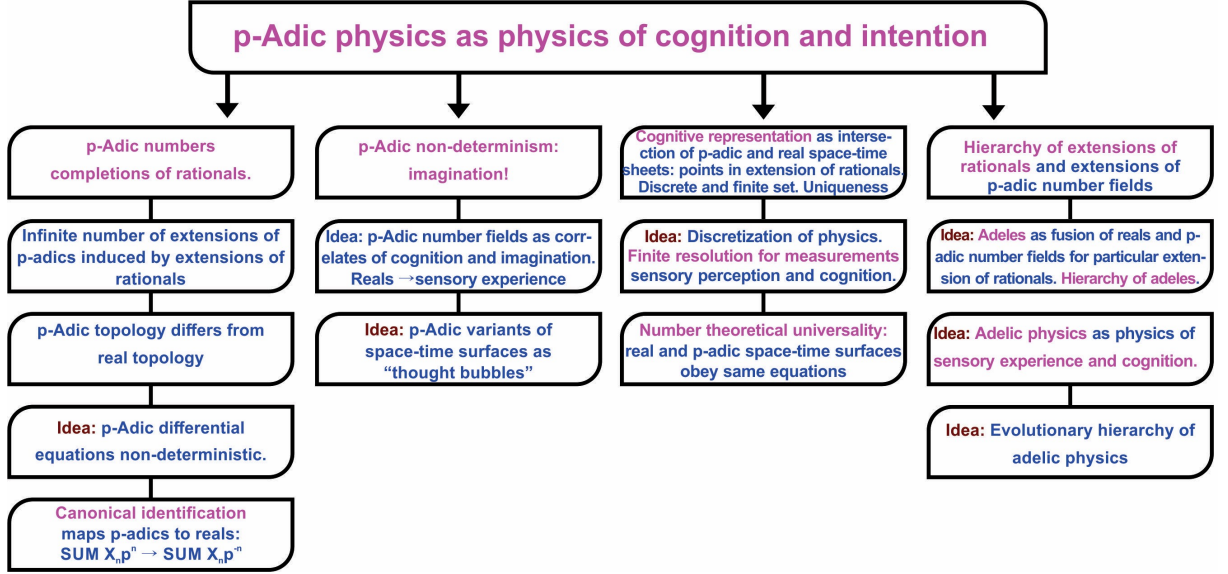 p-Adic physics as physics of cognition and intention
p-Adic numbers
completions of rationals.
Infinite number of extensions of
p-adics induced by extensions of
rationals
p-Adic topology differs from
real topology
Idea: p-Adic differential
equations non-deterministic.
Canonical identification
maps p-adics to reals:
SUM Xₙpⁿ → SUM Xₙp⁻ⁿ
p-Adic non-determinism:
imagination!
Idea: p-Adic number fields as corr-
elates of cognition and imagination.
Reals →sensory experience
Idea: p-Adic variants of
space-time surfaces as
“thought bubbles”
Cognitive representation as interse-
ction of p-adic and real space-time
sheets: points in extension of rationals.
Discrete and finite set. Uniqueness
Idea: Discretization of physics.
Finite resolution for measurements
sensory perception and cognition.
Number theoretical universality:
real and p-adic space-time surfaces
obey same equations
Hierarchy of extensions of
rationals and extensions of
p-adic number fields
Idea: Adeles as fusion of reals and p-
adic number fields for particular exten-
sion of rationals. Hierarchy of adeles.
Idea: Adelic physics as physics of
sensory experience and cognition.
Idea: Evolutionary hierarchy of
adelic physics